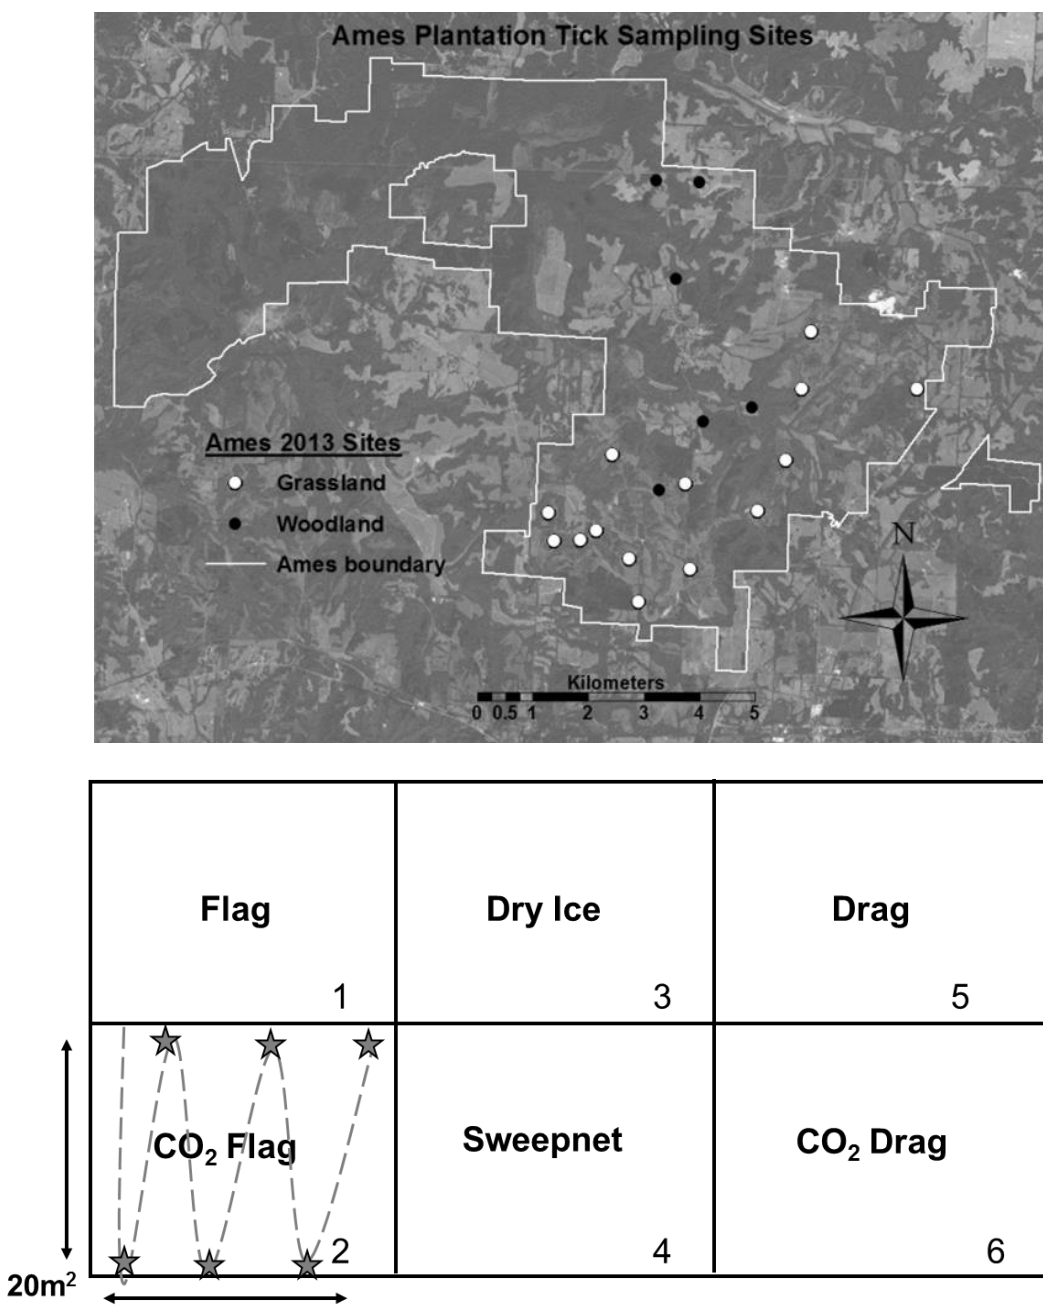 Ames Plantation Tick Sampling Sites
Ames 2013 Sites
Grassland
Woodland
Ames boundary
N
Kilometers
0 0.5 1 2 3 4 5
Flag
1
Dry Ice
3
Drag
5
CO₂ Flag
2
Sweepnet
4
CO₂ Drag
6
20m²